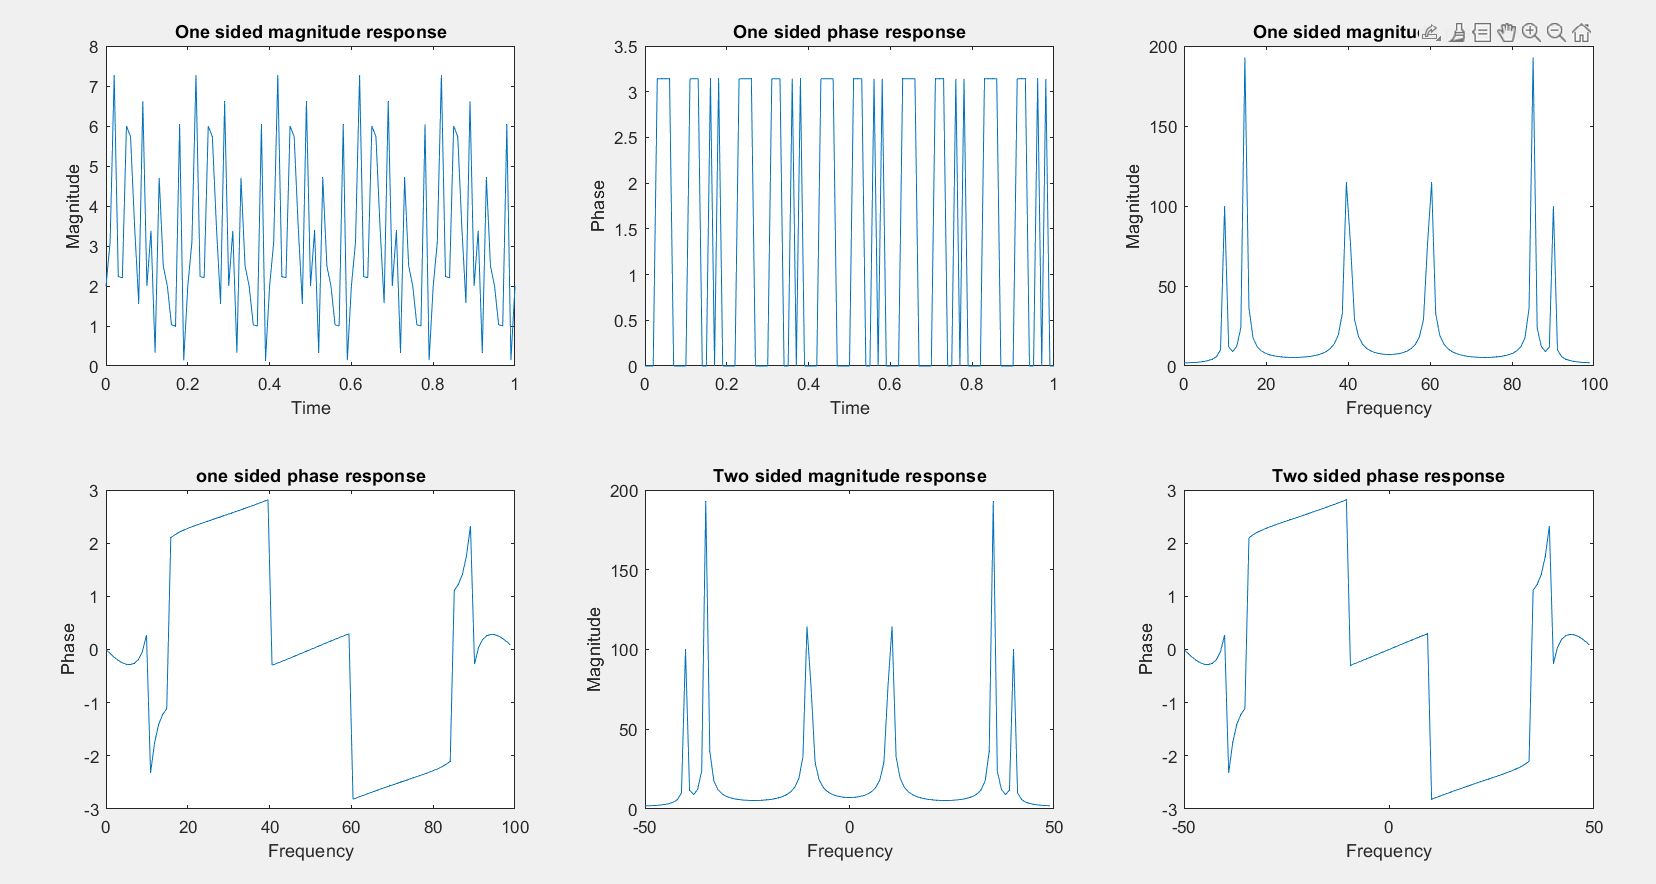 One sided magnitude response
8
7
6
5
4
3
2
1
0
Magnitude
0 0.2 0.4 0.6 0.8 1
Time
One sided phase response
3.5
3
2.5
2
1.5
1
0.5
0
Phase
0 0.2 0.4 0.6 0.8 1
Time
One sided magnitu
200
150
100
50
0
Magnitude
0 20 40 60 80 100
Frequency
one sided phase response
3
2
1
0
-1
-2
-3
Phase
0 20 40 60 80 100
Frequency
Two sided magnitude response
200
150
100
50
0
Magnitude
-50 0 50
Frequency
Two sided phase response
3
2
1
0
-1
-2
-3
Phase
-50 0 50
Frequency